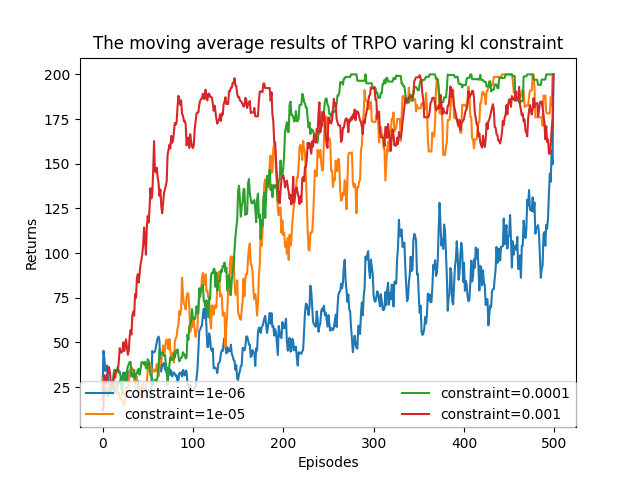 The moving average results of TRPO varing kl constraint
200
175
150
125
100
75
50
25
Returns
constraint=1e-06
constraint=1e-05
constraint=0.0001
constraint=0.001
0 100 200 300 400 500
Episodes